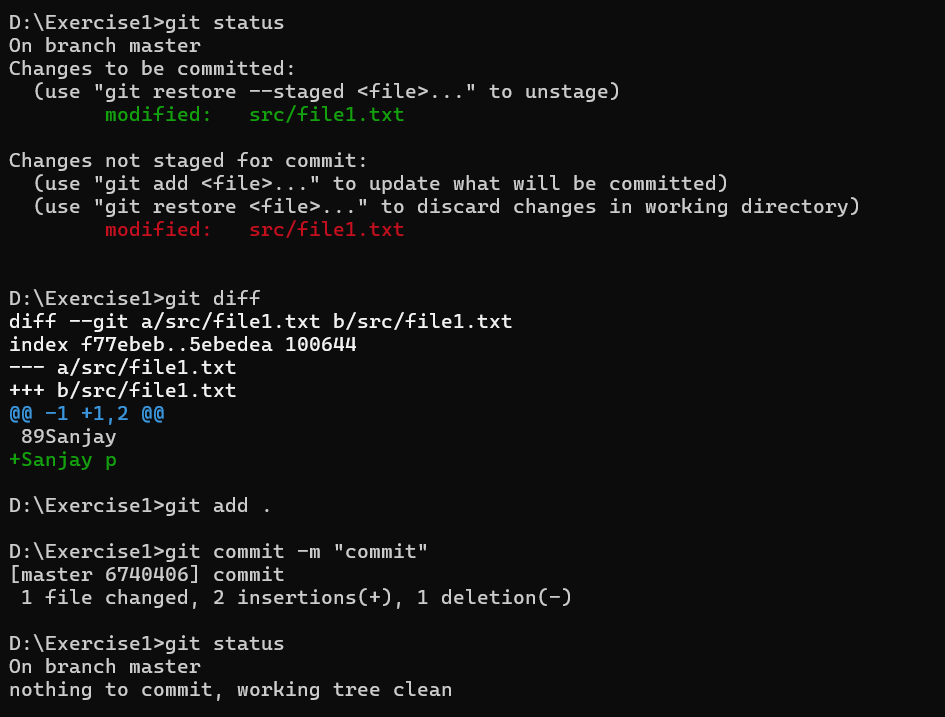 D:\Exercise1>git status
On branch master
Changes to be committed:
  (use "git restore --staged <file>..." to unstage)
        modified:   src/file1.txt

Changes not staged for commit:
  (use "git add <file>..." to update what will be committed)
  (use "git restore <file>..." to discard changes in working directory)
        modified:   src/file1.txt


D:\Exercise1>git diff
diff --git a/src/file1.txt b/src/file1.txt
index f77ebeb..5ebedea 100644
--- a/src/file1.txt
+++ b/src/file1.txt
@@ -1 +1,2 @@
 89Sanjay
+Sanjay p

D:\Exercise1>git add .

D:\Exercise1>git commit -m "commit"
[master 6740406] commit
 1 file changed, 2 insertions(+), 1 deletion(-)

D:\Exercise1>git status
On branch master
nothing to commit, working tree clean